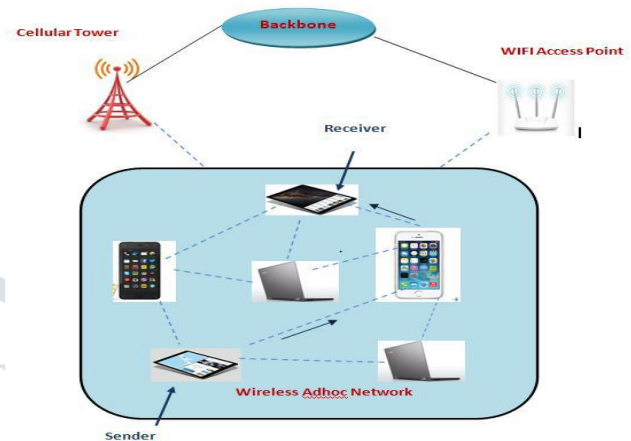 Backbone
Cellular Tower
WIFI Access Point
Receiver
Wireless Adhoc Network
Sender